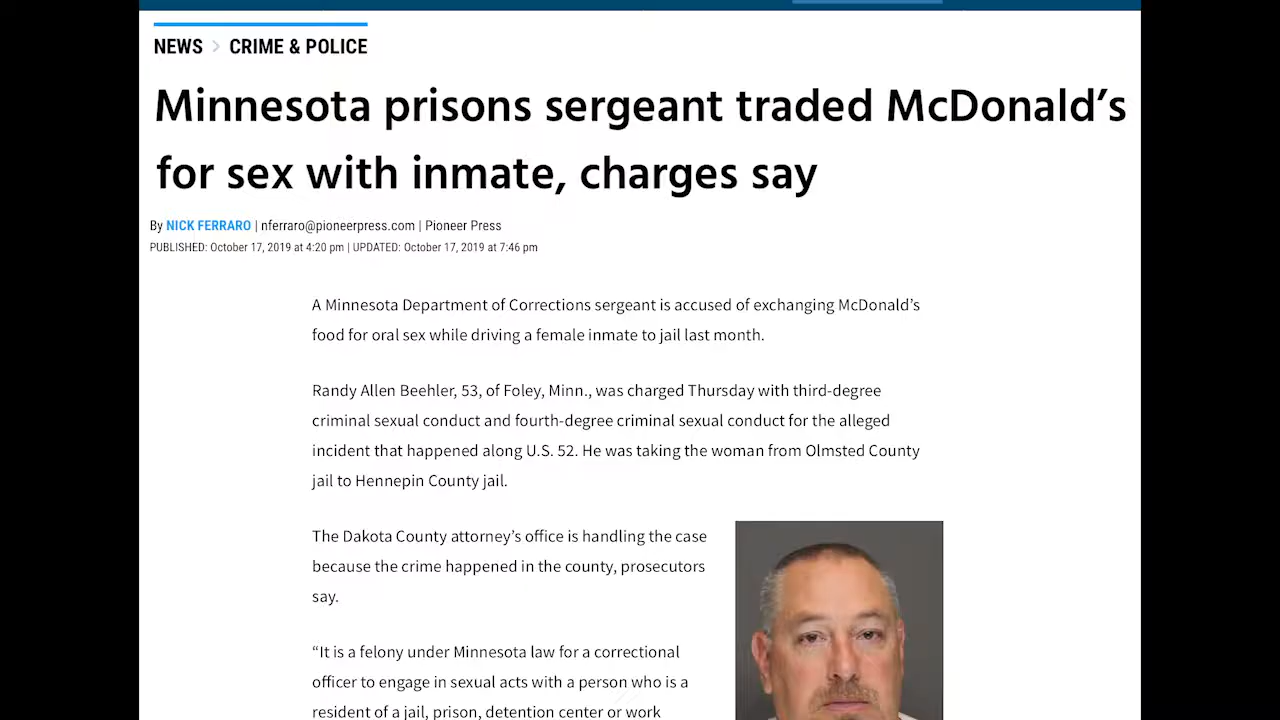 NEWS > CRIME & POLICE
Minnesota prisons sergeant traded McDonald’s
for sex with inmate, charges say
By NICK FERRARO | nferraro@pioneerpress.com | Pioneer Press
PUBLISHED: October 17, 2019 at 4:20 pm | UPDATED: October 17, 2019 at 7:46 pm
A Minnesota Department of Corrections sergeant is accused of exchanging McDonald’s
food for oral sex while driving a female inmate to jail last month.
Randy Allen Beehler, 53, of Foley, Minn., was charged Thursday with third-degree
criminal sexual conduct and fourth-degree criminal sexual conduct for the alleged
incident that happened along U.S. 52. He was taking the woman from Olmsted County
jail to Hennepin County jail.
The Dakota County attorney’s office is handling the case
because the crime happened in the county, prosecutors
say.
“It is a felony under Minnesota law for a correctional
officer to engage in sexual acts with a person who is a
resident of a jail, prison, detention center or work